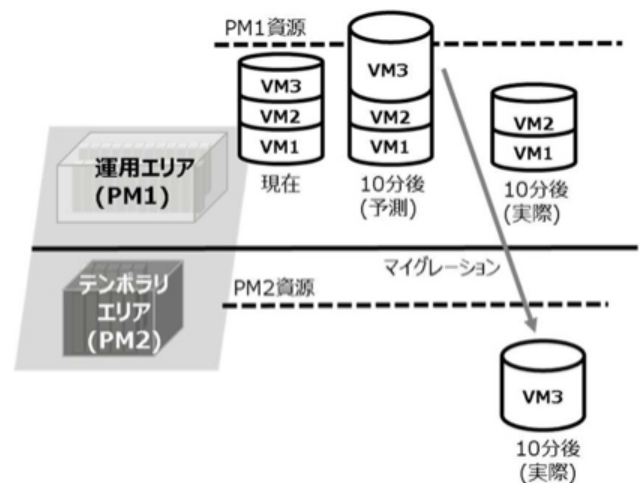 PM1資源
VM3
VM2
VM1
現在
VM3
VM2
VM1
10分後
(予測)
VM2
VM1
10分後
(実際)
運用エリア
(PM1)
マイグレーション
テンポラリ
エリア
(PM2)
PM2資源
VM3
10分後
(実際)